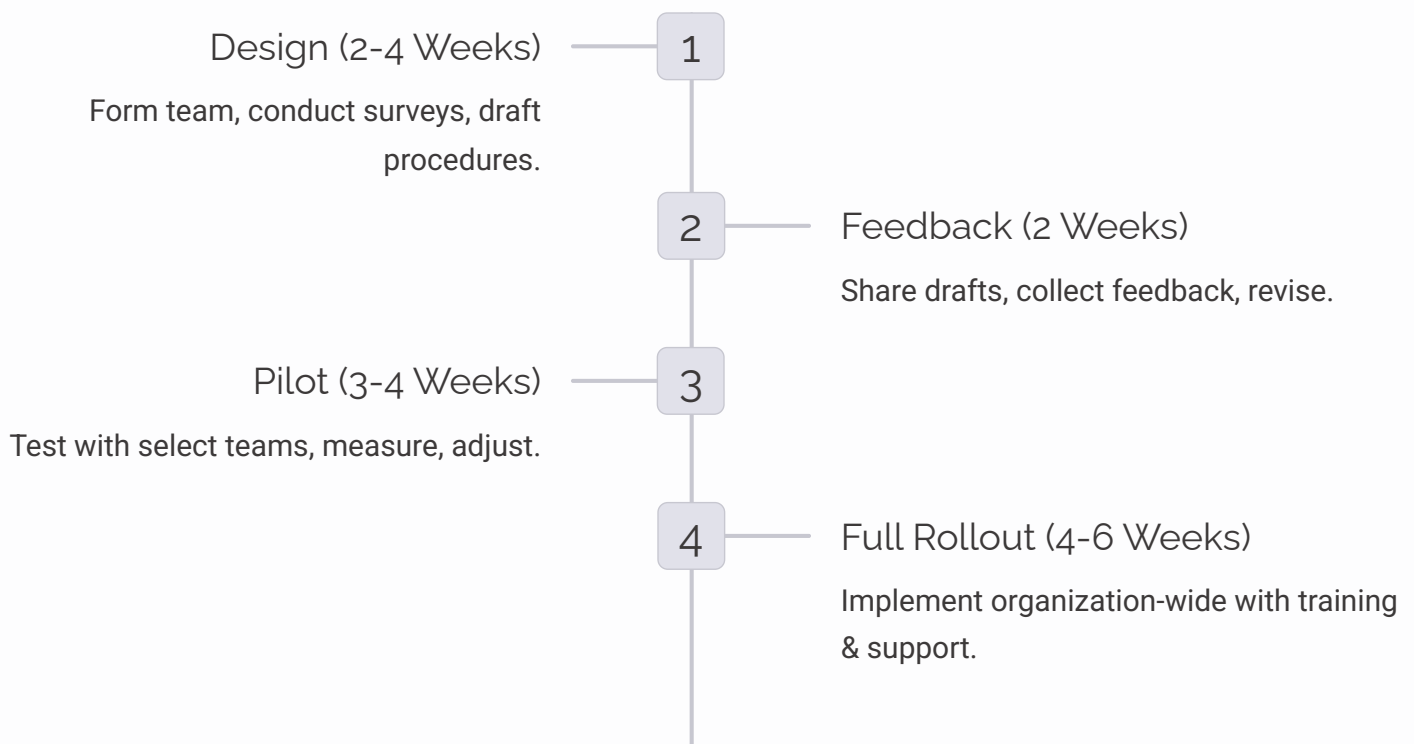 1
Design (2-4 Weeks)
Form team, conduct surveys, draft
procedures.
2
Feedback (2 Weeks)
Share drafts, collect feedback, revise.
3
Pilot (3-4 Weeks)
Test with select teams, measure, adjust.
4
Full Rollout (4-6 Weeks)
Implement organization-wide with training
& support.